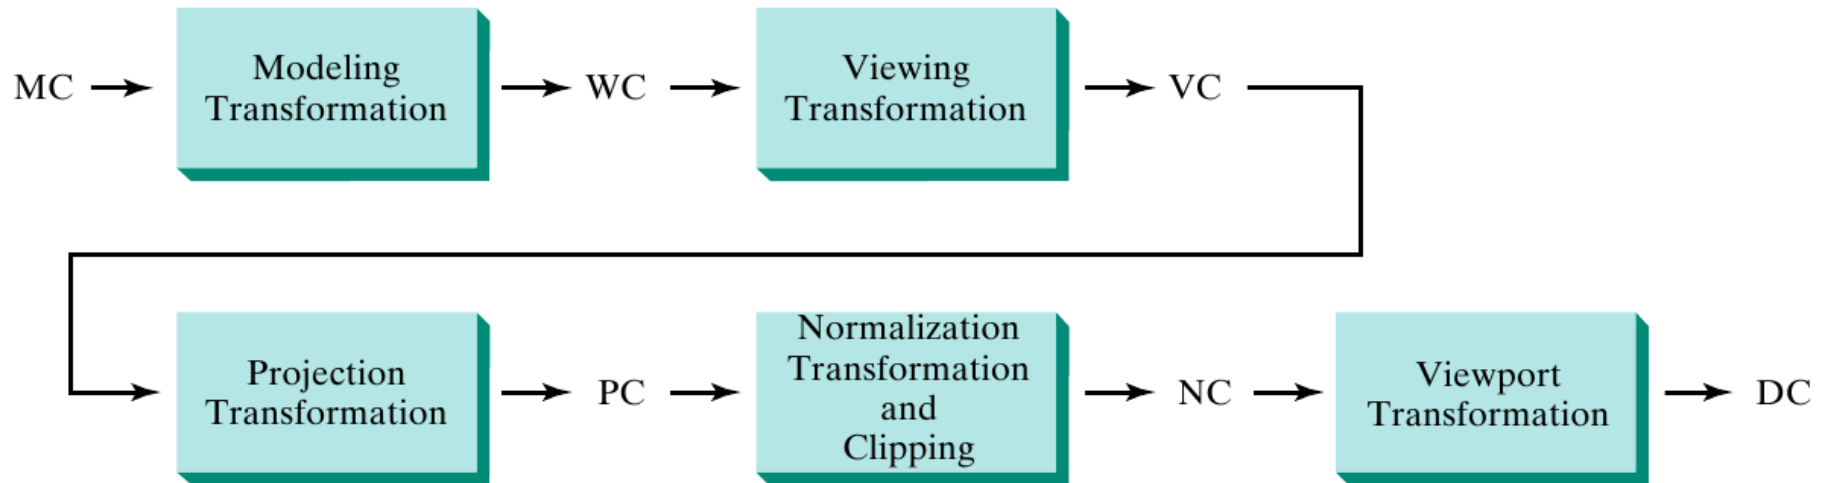 MC
Modeling
Transformation
WC
Viewing
Transformation
VC
Projection
Transformation
PC
Normalization
Transformation
and
Clipping
NC
Viewport
Transformation
DC